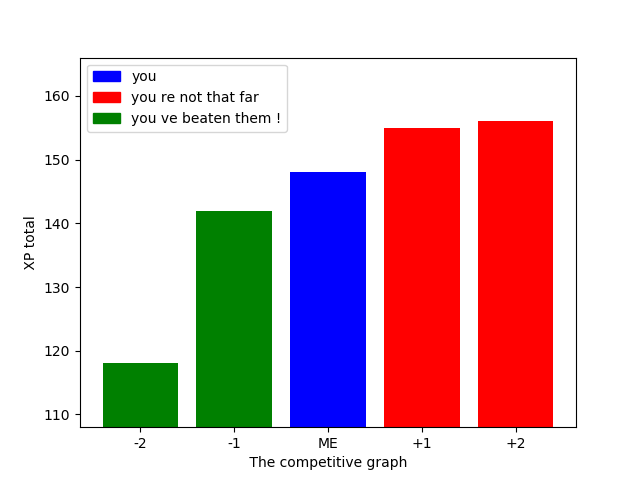 you
you re not that far
you ve beaten them !
160
150
140
130
120
110
XP total
-2 -1 ME +1 +2
The competitive graph